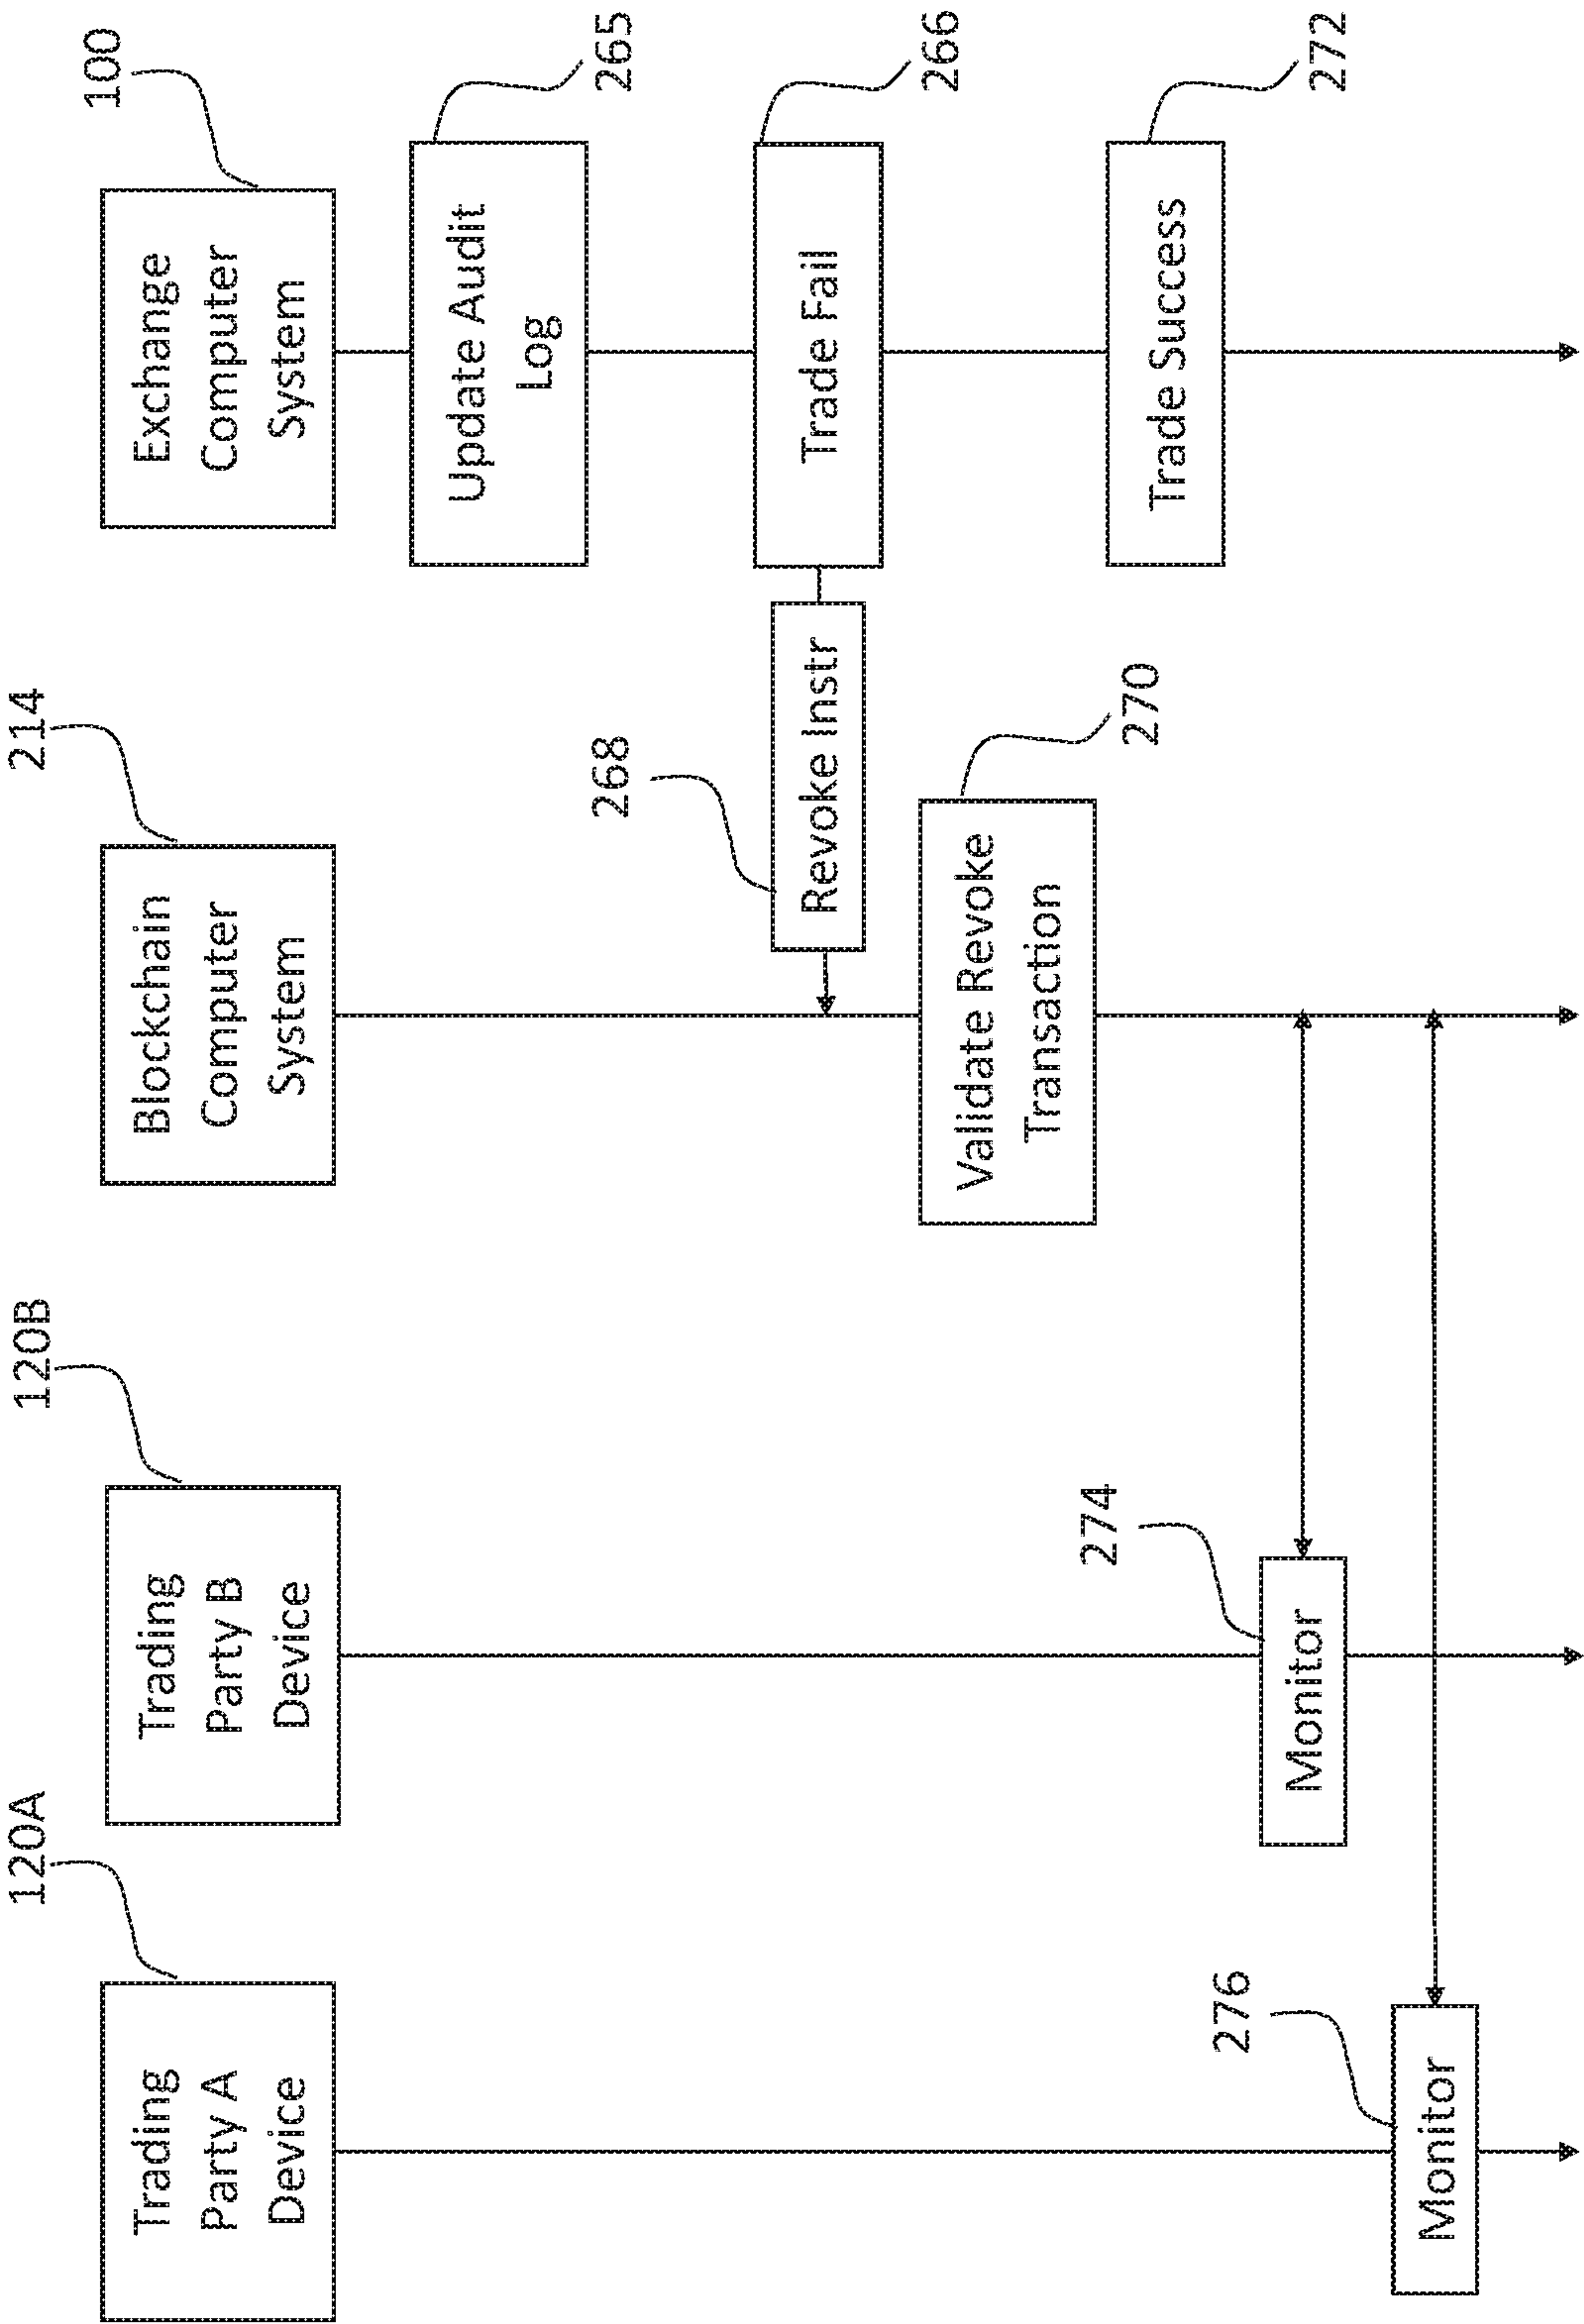 120A
120B
214
100
Trading
Party A
Device
Trading
Party B
Device
Blockchain
Computer
System
Exchange
Computer
System
Update Audit
Log
265
Trade Fail
266
268
Revoke Instr
Validate Revoke
Transaction
270
Trade Success
272
274
Monitor
276
Monitor